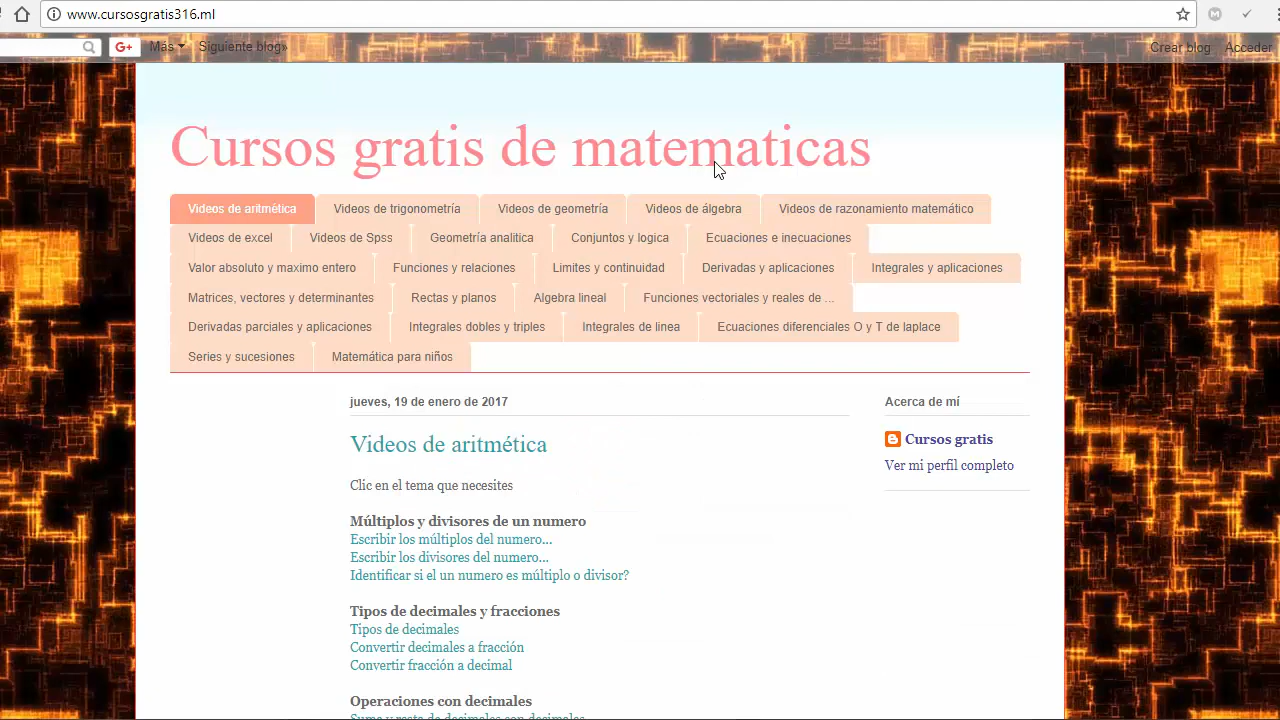 www.cursosgratis316.ml
G+ Más Siguiente blog» Crear blog Acceder
Cursos gratis de matematicas
Videos de aritmética Videos de trigonometría Videos de geometría Videos de álgebra Videos de razonamiento matemático
Videos de excel Videos de Spss Geometría analitica Conjuntos y logica Ecuaciones e inecuaciones
Valor absoluto y maximo entero Funciones y relaciones Limites y continuidad Derivadas y aplicaciones Integrales y aplicaciones
Matrices, vectores y determinantes Rectas y planos Algebra lineal Funciones vectoriales y reales de ...
Derivadas parciales y aplicaciones Integrales dobles y triples Integrales de linea Ecuaciones diferenciales O y T de laplace
Series y sucesiones Matemática para niños
jueves, 19 de enero de 2017
Videos de aritmética
Clic en el tema que necesites
Múltiplos y divisores de un numero
Escribir los múltiplos del numero...
Escribir los divisores del numero...
Identificar si el un numero es múltiplo o divisor?
Tipos de decimales y fracciones
Tipos de decimales
Convertir decimales a fracción
Convertir fracción a decimal
Operaciones con decimales
Suma y resta de decimales con decimales
Acerca de mí
Cursos gratis
Ver mi perfil completo